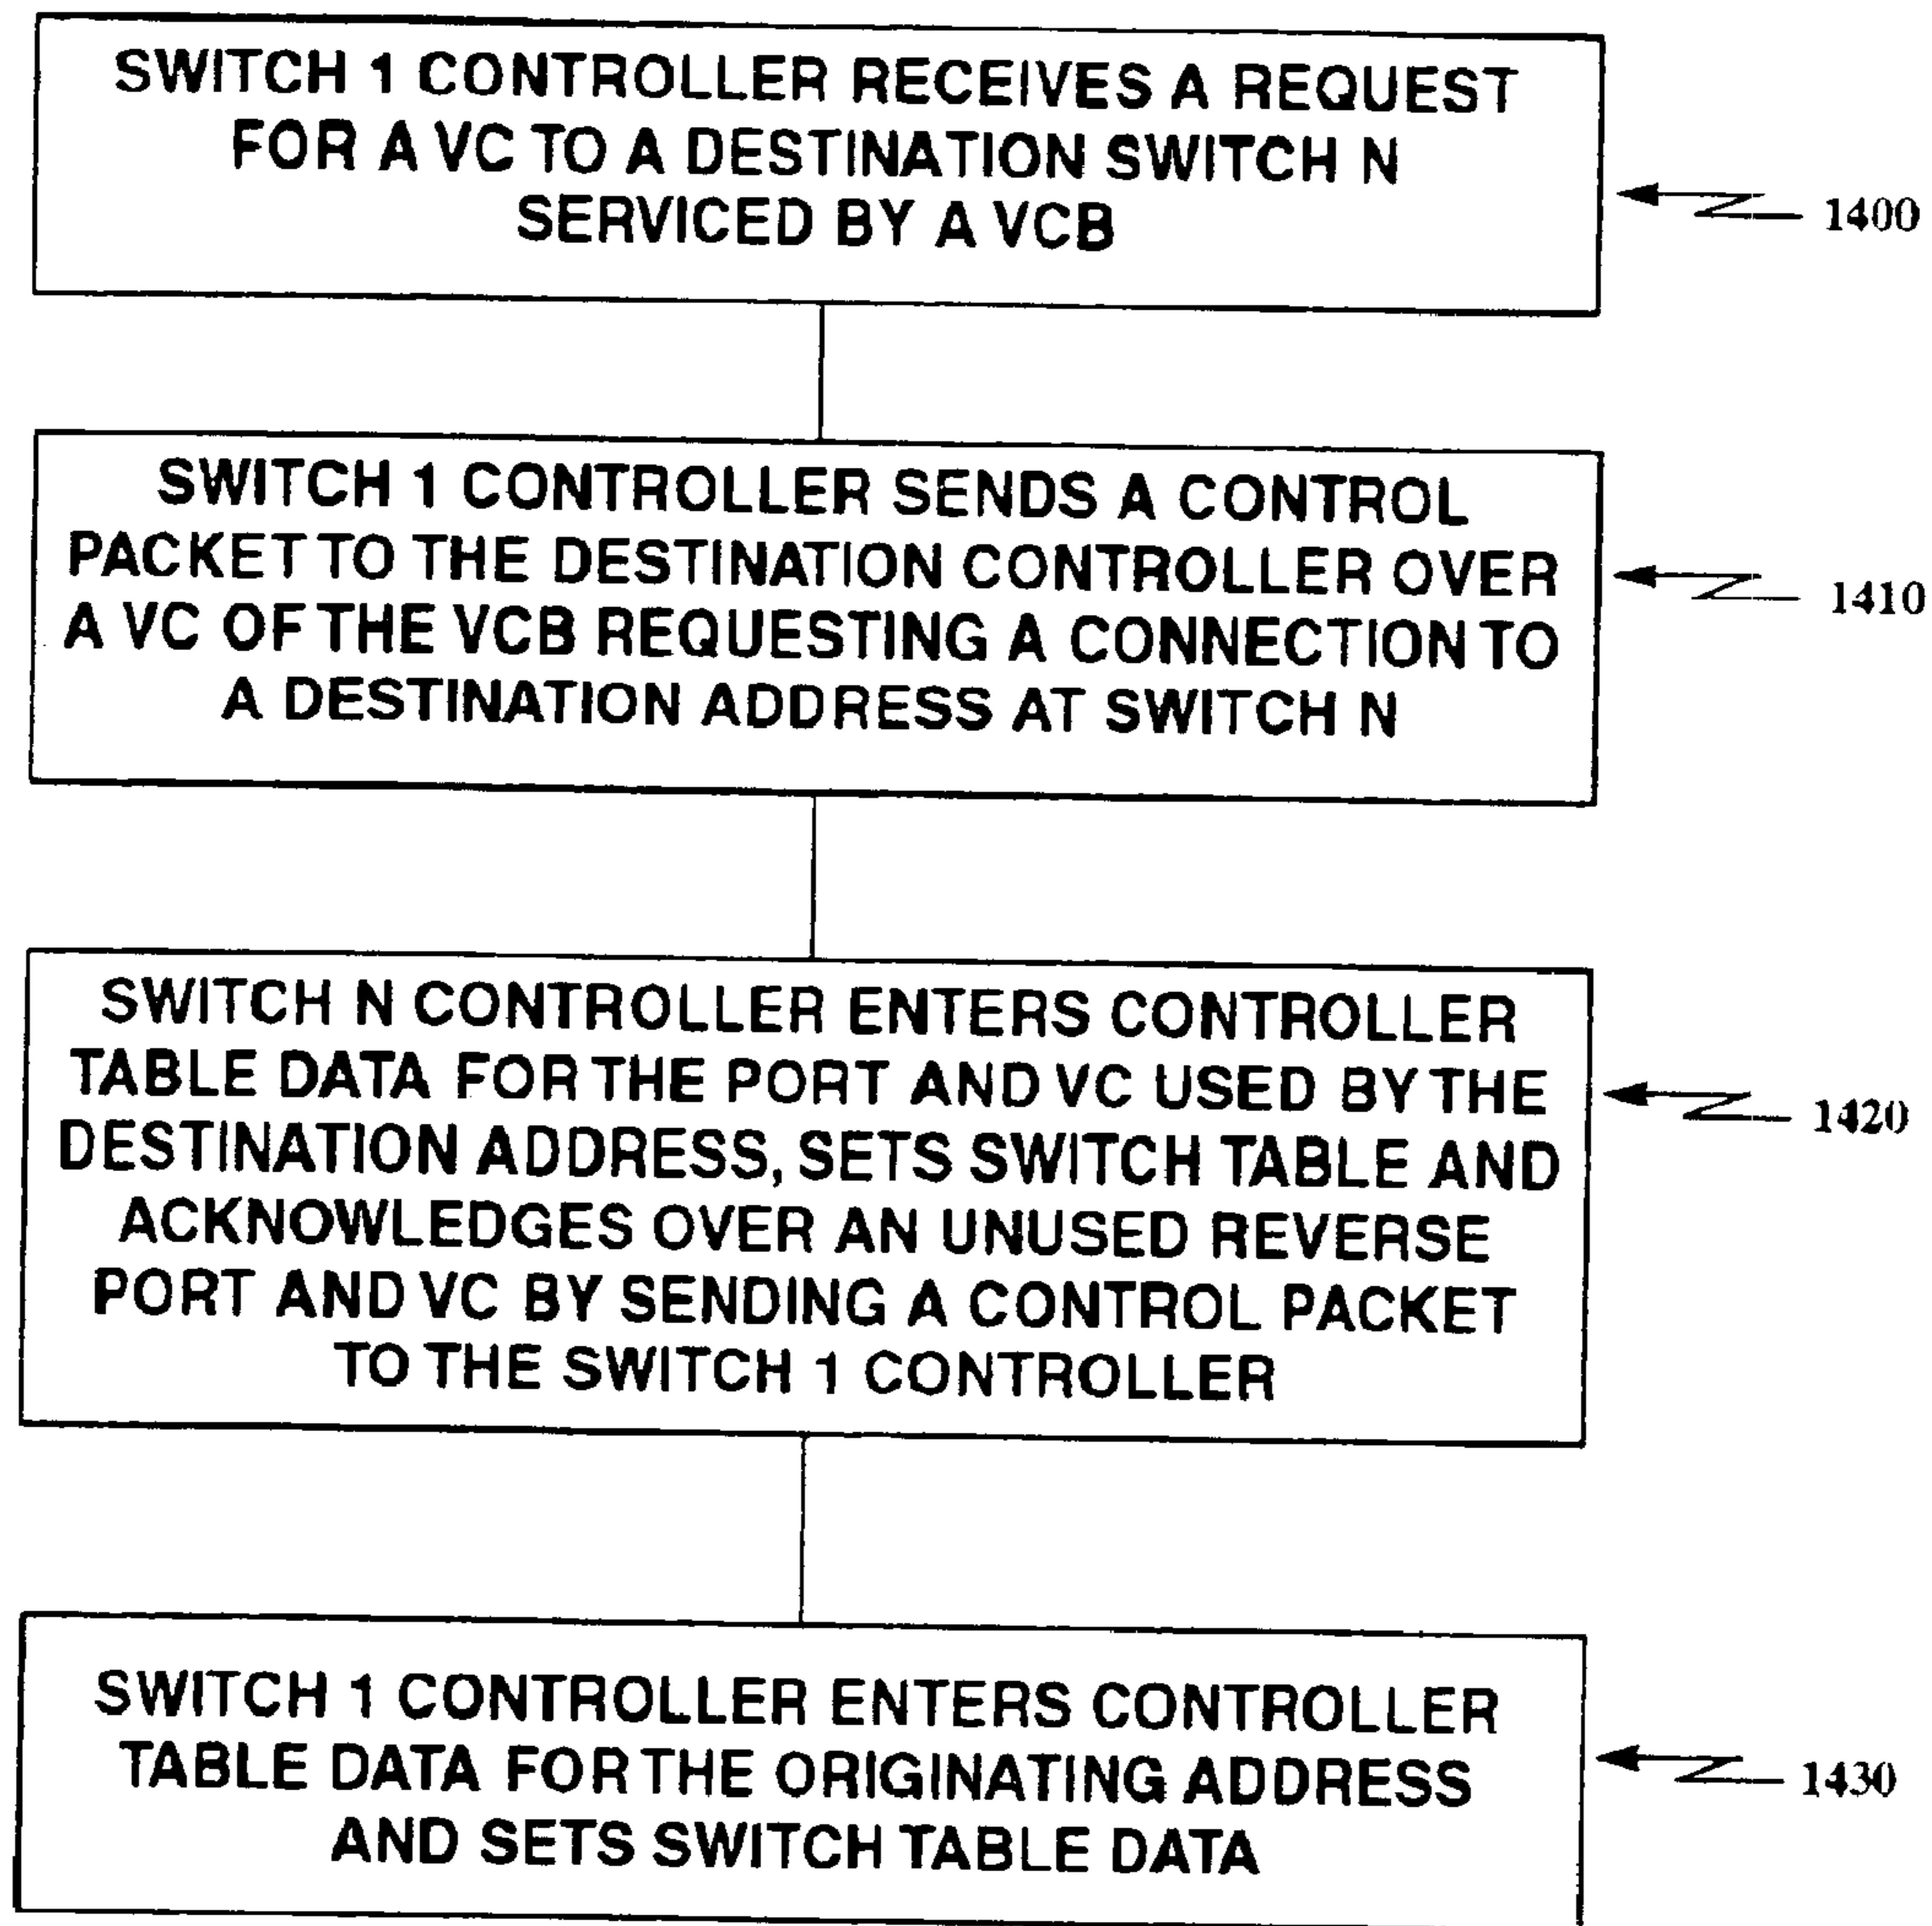 SWITCH 1 CONTROLLER RECEIVES A REQUEST
FOR A VC TO A DESTINATION SWITCH N
SERVICED BY A VCB
1400
SWITCH 1 CONTROLLER SENDS A CONTROL
PACKET TO THE DESTINATION CONTROLLER OVER
A VC OF THE VCB REQUESTING A CONNECTION TO
A DESTINATION ADDRESS AT SWITCH N
1410
SWITCH N CONTROLLER ENTERS CONTROLLER
TABLE DATA FOR THE PORT AND VC USED BY THE
DESTINATION ADDRESS, SETS SWITCH TABLE AND
ACKNOWLEDGES OVER AN UNUSED REVERSE
PORT AND VC BY SENDING A CONTROL PACKET
TO THE SWITCH 1 CONTROLLER
1420
SWITCH 1 CONTROLLER ENTERS CONTROLLER
TABLE DATA FOR THE ORIGINATING ADDRESS
AND SETS SWITCH TABLE DATA
1430